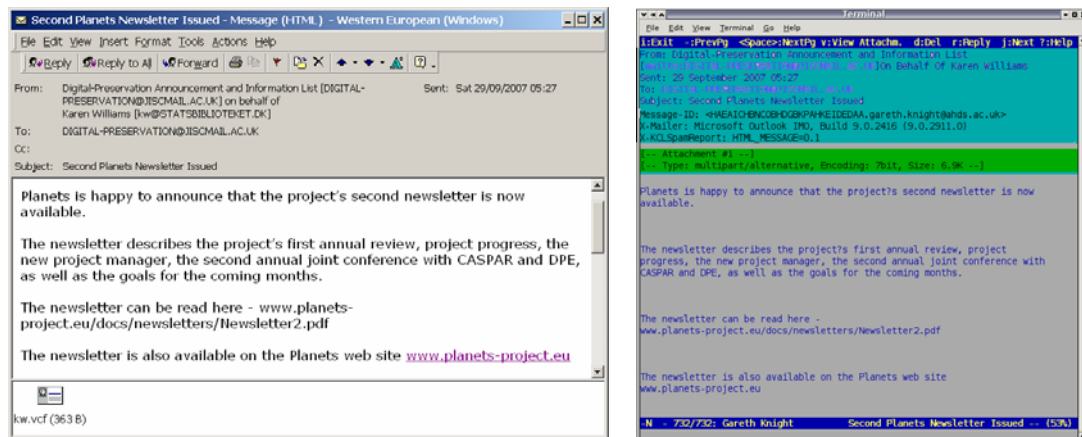 Second Planets Newsletter Issued - Message (HTML) - Western European (Windows)
File Edit View Insert Format Tools Actions Help
Reply Reply to All Forward
From: Digital-Preservation Announcement and Information List [DIGITAL-
PRESERVATION@JISCMAIL.AC.UK] on behalf of
Karen Williams [kw@STATSBIBLIOTEKET.DK]
Sent: Sat 29/09/2007 05:27
To: DIGITAL-PRESERVATION@JISCMAIL.AC.UK
Cc:
Subject: Second Planets Newsletter Issued
Planets is happy to announce that the project's second newsletter is now
available.
The newsletter describes the project's first annual review, project progress, the
new project manager, the second annual joint conference with CASPAR and DPE,
as well as the goals for the coming months.
The newsletter can be read here - www.planets-
project.eu/docs/newsletters/Newsletter2.pdf
The newsletter is also available on the Planets web site www.planets-project.eu
kw.vcf (363 B)
Terminal
File Edit View Terminal Go Help
i:Exit -:PrevPg <Space>:NextPg v:View Attachm. d:Del r:Reply j:Next ?:Help
From: Digital-Preservation Announcement and Information List
On Behalf Of Karen Williams
Sent: 29 September 2007 05:27
To:
Subject: Second Planets Newsletter Issued
Message-ID:
X-Mailer: Microsoft Outlook IMO, Build 9.0.2416 (9.0.2911.0)
X-KCLSpamReport: HTML_MESSAGE=0.1
[-- Attachment #1 --]
[-- Type: multipart/alternative, Encoding: 7bit, Size: 6.9K --]
Planets is happy to announce that the project?s second newsletter is now
available.
The newsletter describes the project?s first annual review, project
progress, the new project manager, the second annual joint conference with
CASPAR and DPE, as well as the goals for the coming months.
The newsletter can be read here -
www.planets-project.eu/docs/newsletters/Newsletter2.pdf
The newsletter is also available on the Planets web site
www.planets-project.eu
-N - 732/732: Gareth Knight Second Planets Newsletter Issued -- (53%)